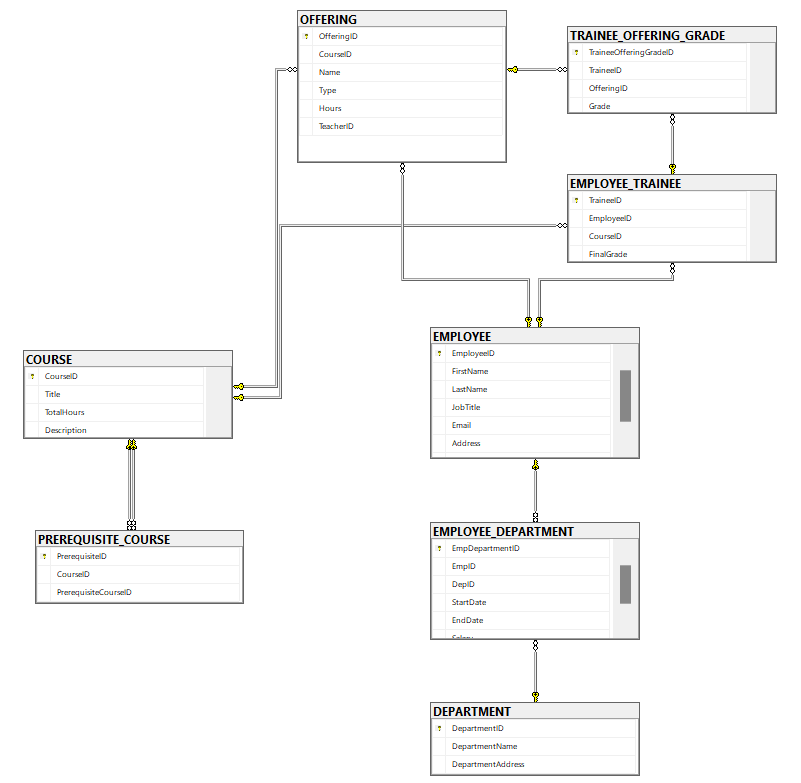 OFFERING
OfferingID
CourseID
Name
Type
Hours
TeacherID
TRAINEE_OFFERING_GRADE
TraineeOfferingGradeID
TraineeID
OfferingID
Grade
EMPLOYEE_TRAINEE
TraineeID
EmployeeID
CourseID
FinalGrade
EMPLOYEE
EmployeeID
FirstName
LastName
JobTitle
Email
Address
COURSE
CourseID
Title
TotalHours
Description
PREREQUISITE_COURSE
PrerequisiteID
CourseID
PrerequisiteCourseID
EMPLOYEE_DEPARTMENT
EmpDepartmentID
EmpID
DepID
StartDate
EndDate
DEPARTMENT
DepartmentID
DepartmentName
DepartmentAddress